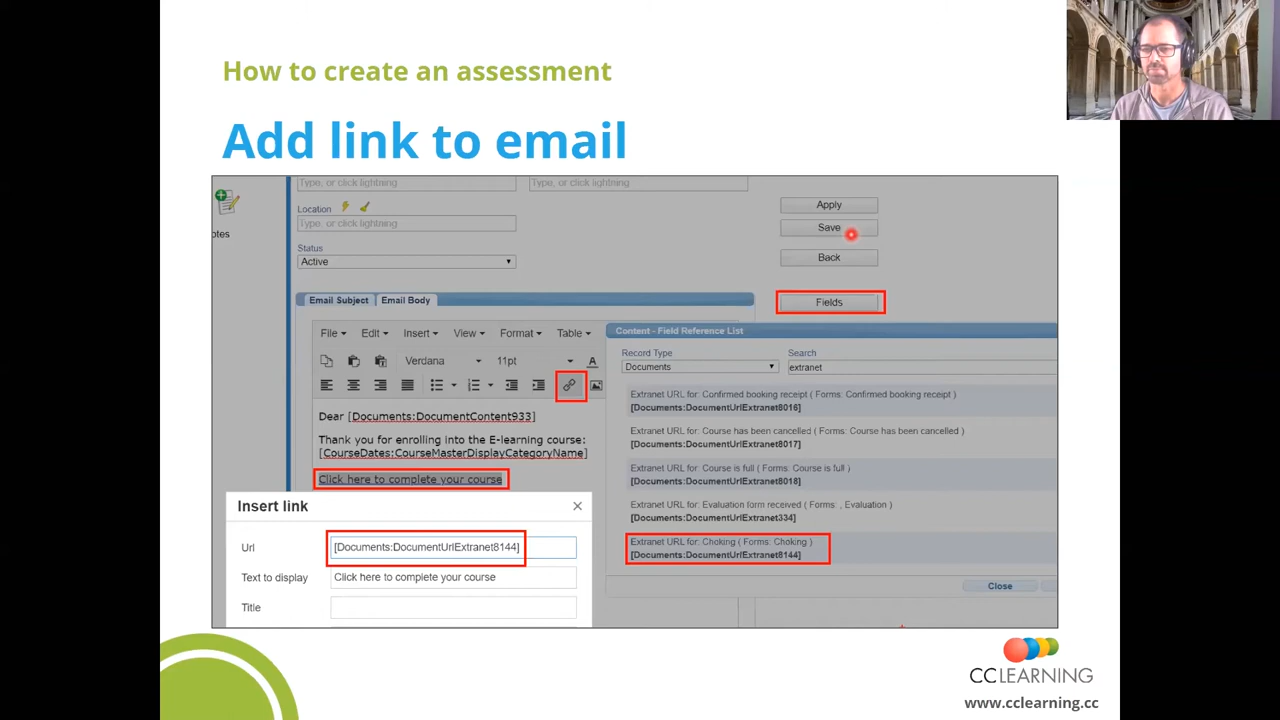 How to create an assessment
Add link to email
Type, or click lightning
Type, or click lightning
Location
Type, or click lightning
Status
Active
otes
Apply
Save
Back
Fields
Email Subject
Email Body
File Edit Insert View Format Table
Verdana 11pt A
Dear [Documents:DocumentContent933]
Thank you for enrolling into the E-learning course:
[CourseDates:CourseMasterDisplayCategoryName]
Click here to complete your course
Content - Field Reference List
Record Type
Search
Documents
extranet
Extranet URL for: Confirmed booking receipt ( Forms: Confirmed booking receipt )
[Documents:DocumentUrlExtranet8016]
Extranet URL for: Course has been cancelled ( Forms: Course has been cancelled )
[Documents:DocumentUrlExtranet8017]
Extranet URL for: Course is full ( Forms: Course is full )
[Documents:DocumentUrlExtranet8018]
Extranet URL for: Evaluation form received ( Forms: , Evaluation )
[Documents:DocumentUrlExtranet334]
Extranet URL for: Choking ( Forms: Choking )
[Documents:DocumentUrlExtranet8144]
Close
Insert link
Url
[Documents:DocumentUrlExtranet8144]
Text to display
Click here to complete your course
Title
CCLEARNING
www.cclearning.cc